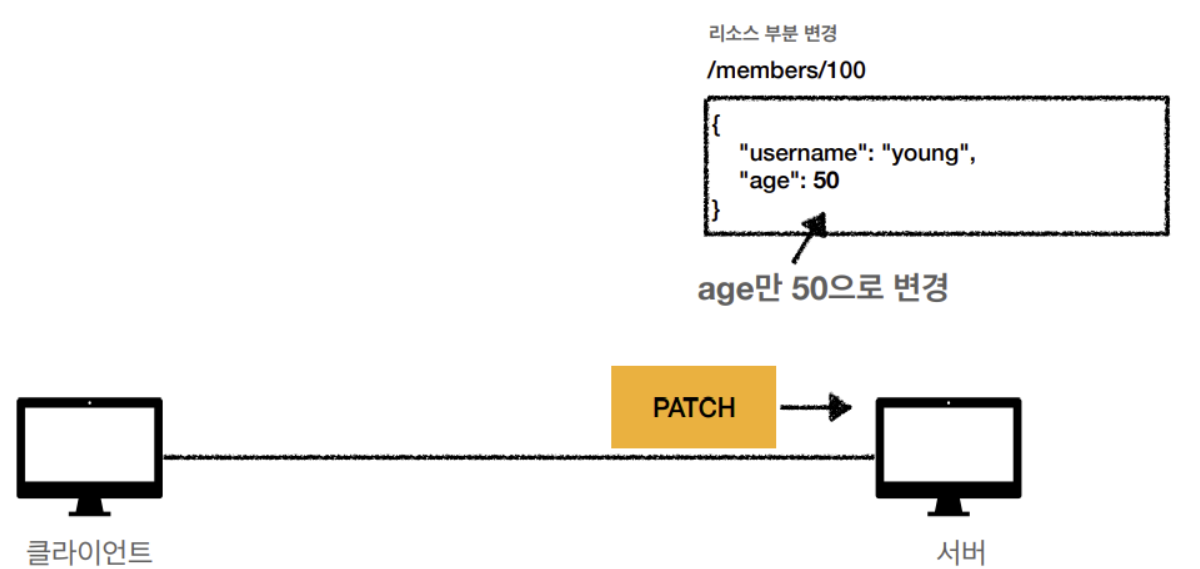 리소스 부분 변경
/members/100
{
"username": "young",
"age": 50
}
age만 50으로 변경
PATCH
클라이언트
서버